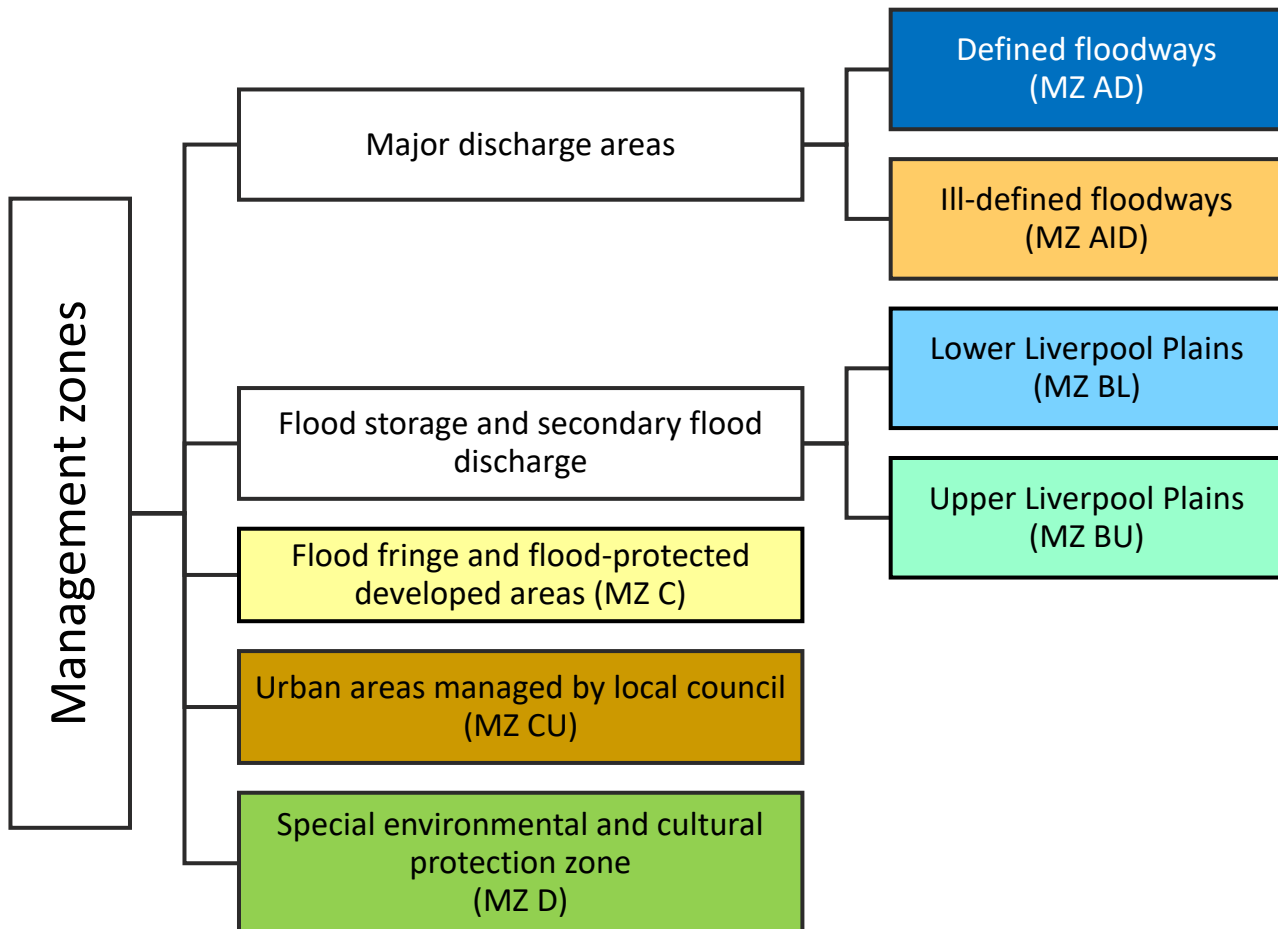 Management zones
Major discharge areas
Defined floodways
(MZ AD)
Ill-defined floodways
(MZ AID)
Flood storage and secondary flood
discharge
Lower Liverpool Plains
(MZ BL)
Upper Liverpool Plains
(MZ BU)
Flood fringe and flood-protected
developed areas (MZ C)
Urban areas managed by local council
(MZ CU)
Special environmental and cultural
protection zone
(MZ D)